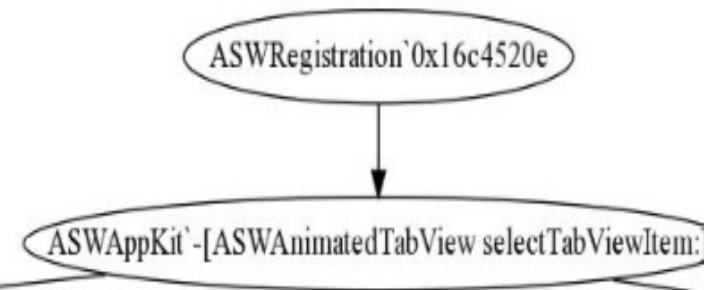 ASWRegistration`0x16c4520e
ASWAppKit`-[ASWAnimatedTabView selectTabViewItem:]